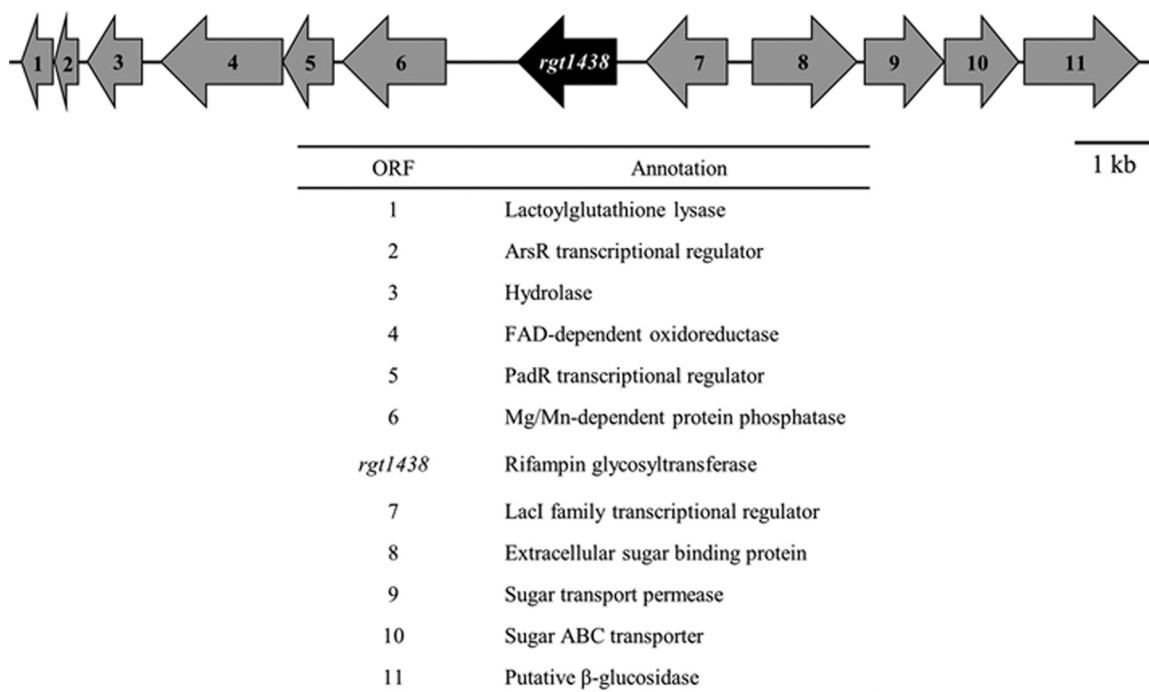 1 2 3 4 5 6 rgt1438 7 8 9 10 11
1 kb
ORF Annotation
1 Lactoylglutathione lysase
2 ArsR transcriptional regulator
3 Hydrolase
4 FAD-dependent oxidoreductase
5 PadR transcriptional regulator
6 Mg/Mn-dependent protein phosphatase
rgt1438 Rifampin glycosyltransferase
7 LacI family transcriptional regulator
8 Extracellular sugar binding protein
9 Sugar transport permease
10 Sugar ABC transporter
11 Putative β-glucosidase